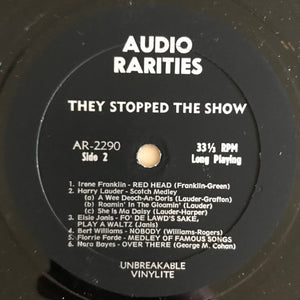 AUDIO
RARITIES
THEY STOPPED THE SHOW
AR-2290 33⅓ RPM
Side 2 Long Playing
1. Irene Franklin - RED HEAD (Franklin-Green)
2. Harry Lauder - Scotch Medley
(a) A Wee Deoch-An-Doris (Lauder-Grafton)
(b) Roamin' In The Gloamin' (Lauder)
(c) She Is Ma Daisy (Lauder-Harper)
3. Elsie Janis - FO' DE LAWD'S SAKE,
PLAY A WALTZ (Janis)
4. Bert Williams - NOBODY (Williams-Rogers)
5. Florrie Forde - MEDLEY OF FAMOUS SONGS
6. Nora Bayes - OVER THERE (George M. Cohan)
UNBREAKABLE
VINYLITE